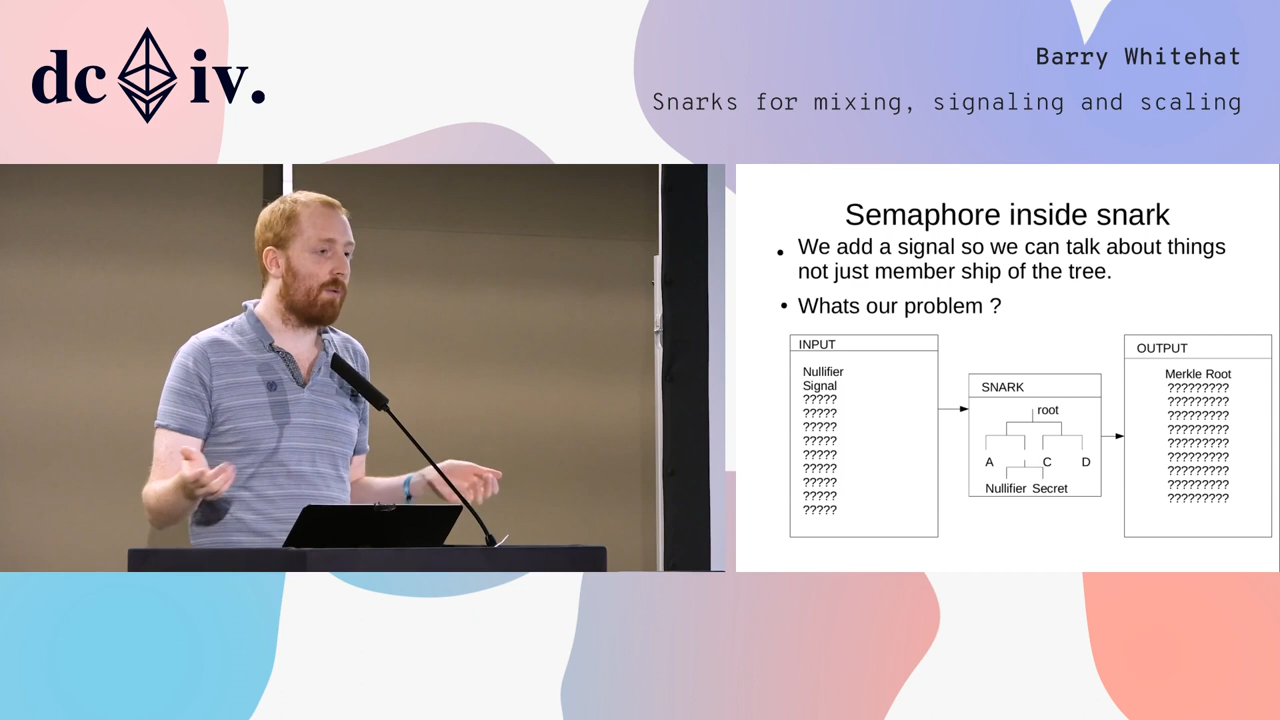 dc iv.
Barry Whitehat
Snarks for mixing, signaling and scaling
Semaphore inside snark
• We add a signal so we can talk about things
not just member ship of the tree.
• Whats our problem ?
INPUT
Nullifier
Signal
?????
?????
?????
?????
?????
?????
?????
?????
?????
SNARK
root
A C D
Nullifier Secret
OUTPUT
Merkle Root
?????????
?????????
?????????
?????????
?????????
?????????
?????????
?????????
?????????